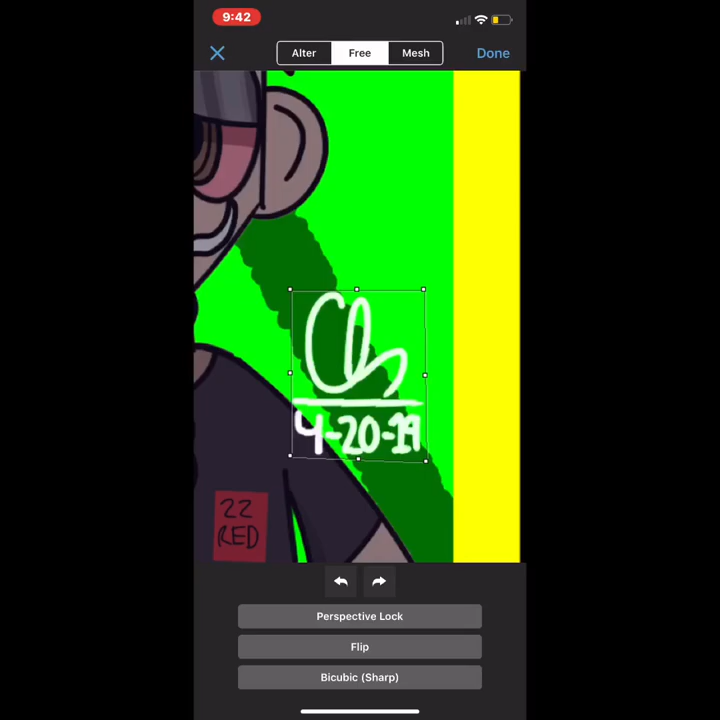 9:42
Alter Free Mesh
Done
4-20-19
22
RED
Perspective Lock
Flip
Bicubic (Sharp)